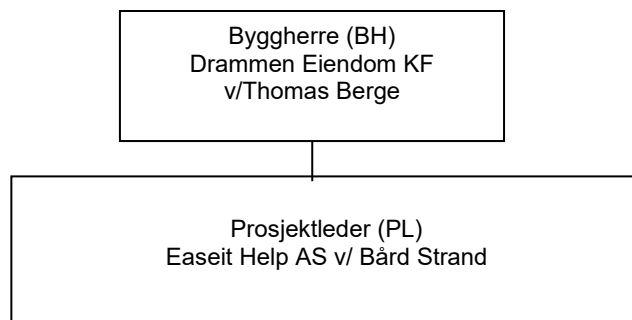 Byggherre (BH)
Drammen Eiendom KF
v/Thomas Berge
Prosjektleder (PL)
Easeit Help AS v/ Bård Strand